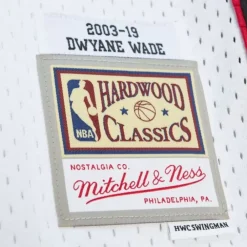 2003-19
DWYANE WADE
HARDWOOD
NBA
CLASSICS
NOSTALGIA CO.
Mitchell & Ness
PHILADELPHIA, PA.
HWC SWINGMAN